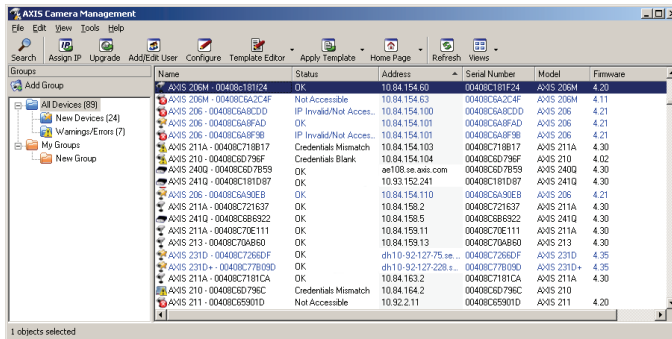 AXIS Camera Management
File Edit View Tools Help
Search Assign IP Upgrade Add/Edit User Configure Template Editor Apply Template Home Page Refresh Views
Groups
Add Group
All Devices (89)
New Devices (24)
Warnings/Errors (7)
My Groups
New Group
Name Status Address Serial Number Model Firmware
AXIS 206M - 00408c181f24 OK 10.84.154.60 00408C181F24 AXIS 206M 4.20
AXIS 206M - 00408C6A2C4F Not Accessible 10.84.154.63 00408C6A2C4F AXIS 206M 4.11
AXIS 206 - 00408C6A8CDD IP Invalid/Not Acces... 10.84.154.100 00408C6A8CDD AXIS 206 4.21
AXIS 206 - 00408C6A8FAD OK 10.84.154.101 00408C6A8FAD AXIS 206 4.21
AXIS 206 - 00408C6A8F9B IP Invalid/Not Acces... 10.84.154.101 00408C6A8F9B AXIS 206 4.21
AXIS 211A - 00408C718B17 Credentials Mismatch 10.84.154.103 00408C718B17 AXIS 211A 4.30
AXIS 210 - 00408C6D796F Credentials Blank 10.84.154.104 00408C6D796F AXIS 210 4.02
AXIS 240Q - 00408C6D7B59 OK ae108.se.axis.com 00408C6D7B59 AXIS 240Q 4.30
AXIS 241Q - 00408C181D87 OK 10.93.152.241 00408C181D87 AXIS 241Q 4.30
AXIS 206 - 00408C6A90EB OK 10.84.154.110 00408C6A90EB AXIS 206 4.21
AXIS 211A - 00408C721637 OK 10.84.158.2 00408C721637 AXIS 211A 4.30
AXIS 241Q - 00408C6B6922 OK 10.84.158.5 00408C6B6922 AXIS 241Q 4.30
AXIS 211A - 00408C70E111 OK 10.84.159.11 00408C70E111 AXIS 211A 4.30
AXIS 213 - 00408C70AB60 OK 10.84.159.13 00408C70AB60 AXIS 213 4.30
AXIS 231D - 00408C7266DF OK dh10-92-127-75.se... 00408C7266DF AXIS 231D 4.35
AXIS 231D+ - 00408C77B09D OK dh10-92-127-228.s... 00408C77B09D AXIS 231D+ 4.35
AXIS 211A - 00408C7181CA OK 10.84.163.2 00408C7181CA AXIS 211A 4.30
AXIS 210 - 00408C6D796C Credentials Mismatch 10.84.164.2 00408C6D796C AXIS 210
AXIS 211 - 00408C65901D Not Accessible 10.92.2.11 00408C65901D AXIS 211 4.20
1 objects selected